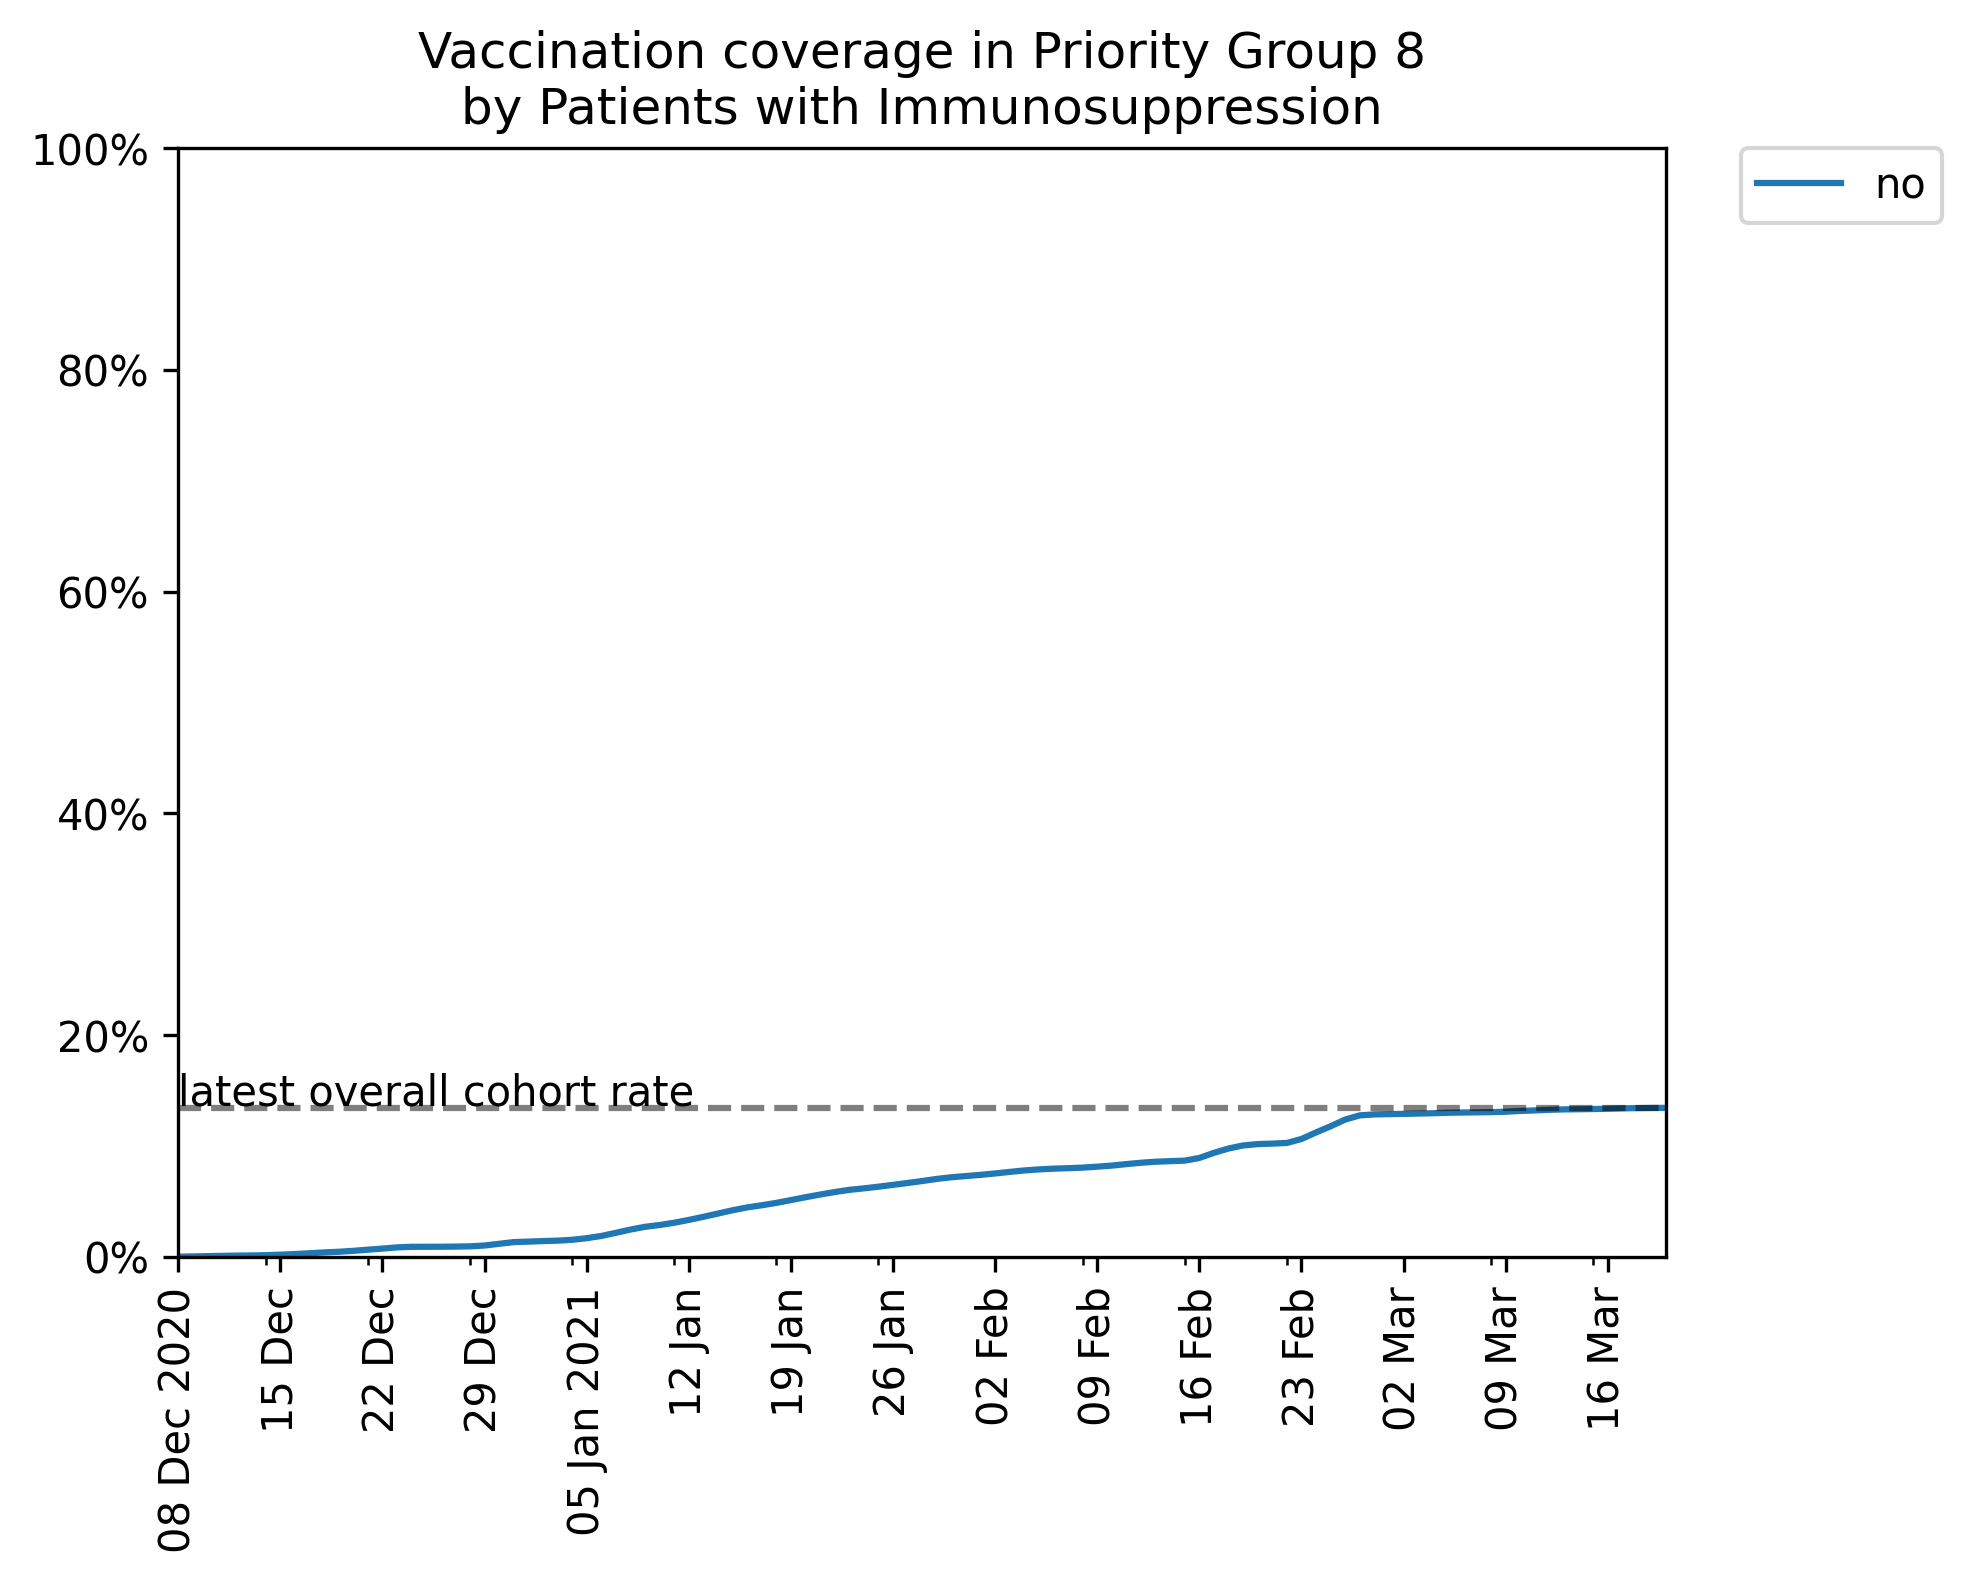 Vaccination coverage in Priority Group 8
by Patients with Immunosuppression
no
100%
80%
60%
40%
20%
0%
latest overall cohort rate
08 Dec 2020
15 Dec
22 Dec
29 Dec
05 Jan 2021
12 Jan
19 Jan
26 Jan
02 Feb
09 Feb
16 Feb
23 Feb
02 Mar
09 Mar
16 Mar